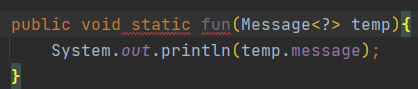 public void static fun(Message<?> temp){
System.out.println(temp.message);
}